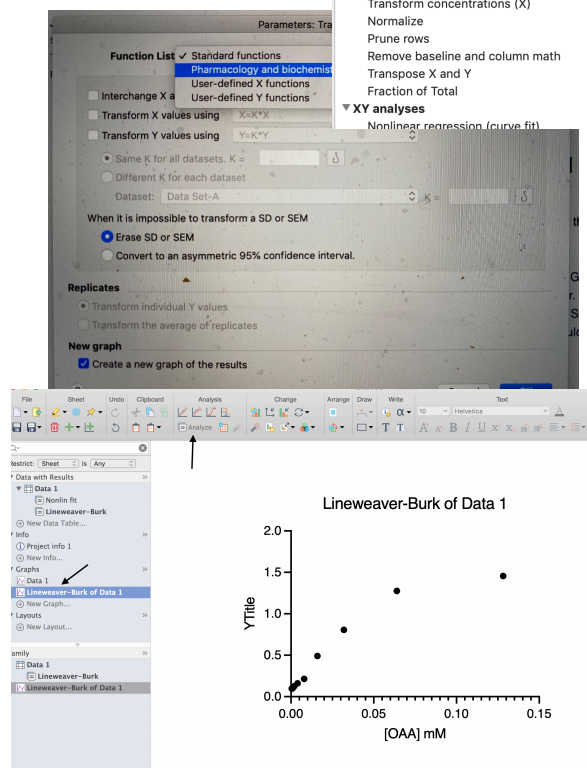 Transform concentrations (X)
Normalize
Prune rows
Remove baseline and column math
Transpose X and Y
Fraction of Total
▼ XY analyses
Nonlinear regression (curve fit)
Parameters: Tra
Function List
✓ Standard functions
Pharmacology and biochemist
User-defined X functions
User-defined Y functions
Interchange X a
Transform X values using X=K*X
Transform Y values using Y=K*Y
Same K for all datasets. K =
Different K for each dataset
Dataset: Data Set-A K =
When it is impossible to transform a SD or SEM
Erase SD or SEM
Convert to an asymmetric 95% confidence interval.
Replicates
Transform individual Y values
Transform the average of replicates
New graph
Create a new graph of the results
File Sheet Undo Clipboard Analysis Change Arrange Draw Write Text
Analyze
10 Helvetica
Restrict: Sheet is Any
Data with Results
Data 1
Nonlin fit
Lineweaver-Burk
New Data Table...
Info
Project info 1
New Info...
Graphs
Data 1
Lineweaver-Burk of Data 1
New Graph...
Layouts
New Layout...
amily
Data 1
Lineweaver-Burk
Lineweaver-Burk of Data 1
Lineweaver-Burk of Data 1
2.0
1.5
1.0
0.5
0.0
YTitle
0.00 0.05 0.10 0.15
[OAA] mM